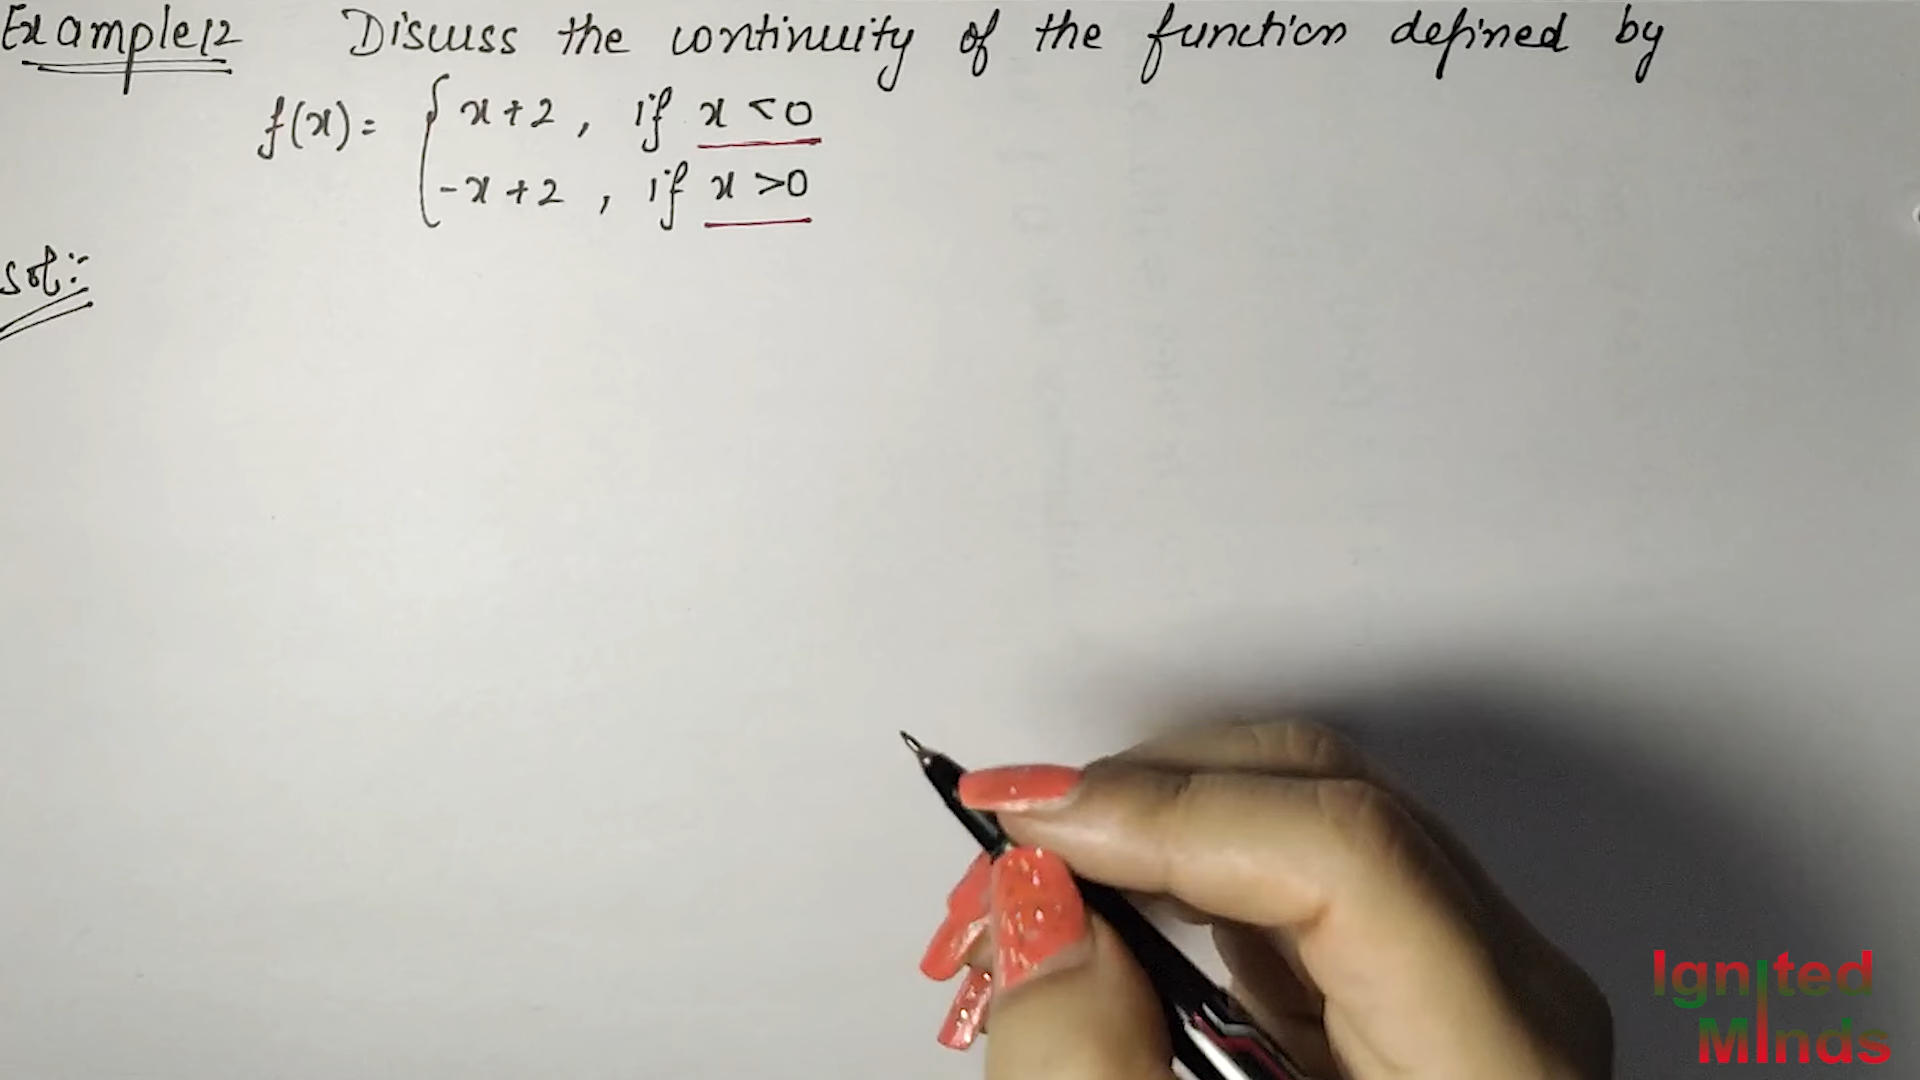 Example 12 Discuss the continuity of the function defined by
f(x) = { x + 2 , if x < 0
-x + 2 , if x > 0
Sol:-
Ignited
Minds